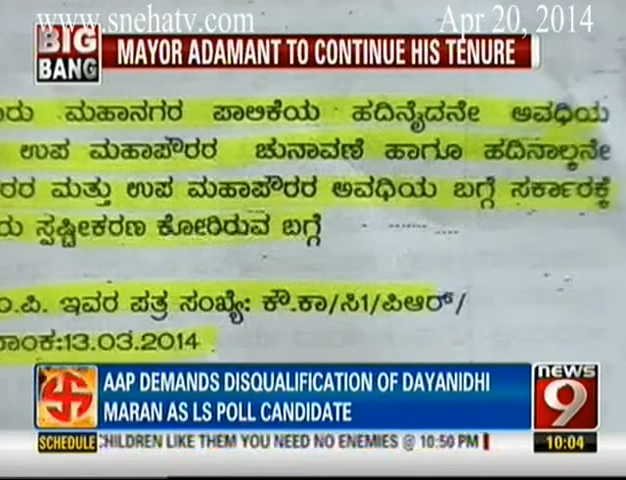 www.snehatv.com
Apr 20, 2014
BIG BANG
MAYOR ADAMANT TO CONTINUE HIS TENURE
ರು ಮಹಾನಗರ ಪಾಲಿಕೆಯ ಹದಿನೈದನೇ ಅವಧಿಯ
ಉಪ ಮಹಾಪೌರರ ಚುನಾವಣೆ ಹಾಗೂ ಹದಿನಾಲ್ಕನೇ
ರರ ಮತ್ತು ಉಪ ಮಹಾಪೌರರ ಅವಧಿಯ ಬಗ್ಗೆ ಸರ್ಕಾರಕ್ಕೆ
ರು ಸ್ಪಷ್ಟೀಕರಣ ಕೋರಿರುವ ಬಗ್ಗೆ
ಂ.ಪಿ. ಇವರ ಪತ್ರ ಸಂಖ್ಯೆ: ಕೌ.ಕಾ/ಸಿ1/ಪಿಆರ್/
ಾಂಕ:13.03.2014
AAP DEMANDS DISQUALIFICATION OF DAYANIDHI
MARAN AS LS POLL CANDIDATE
NEWS 9
SCHEDULE CHILDREN LIKE THEM YOU NEED NO ENEMIES @ 10:50 PM
10:04